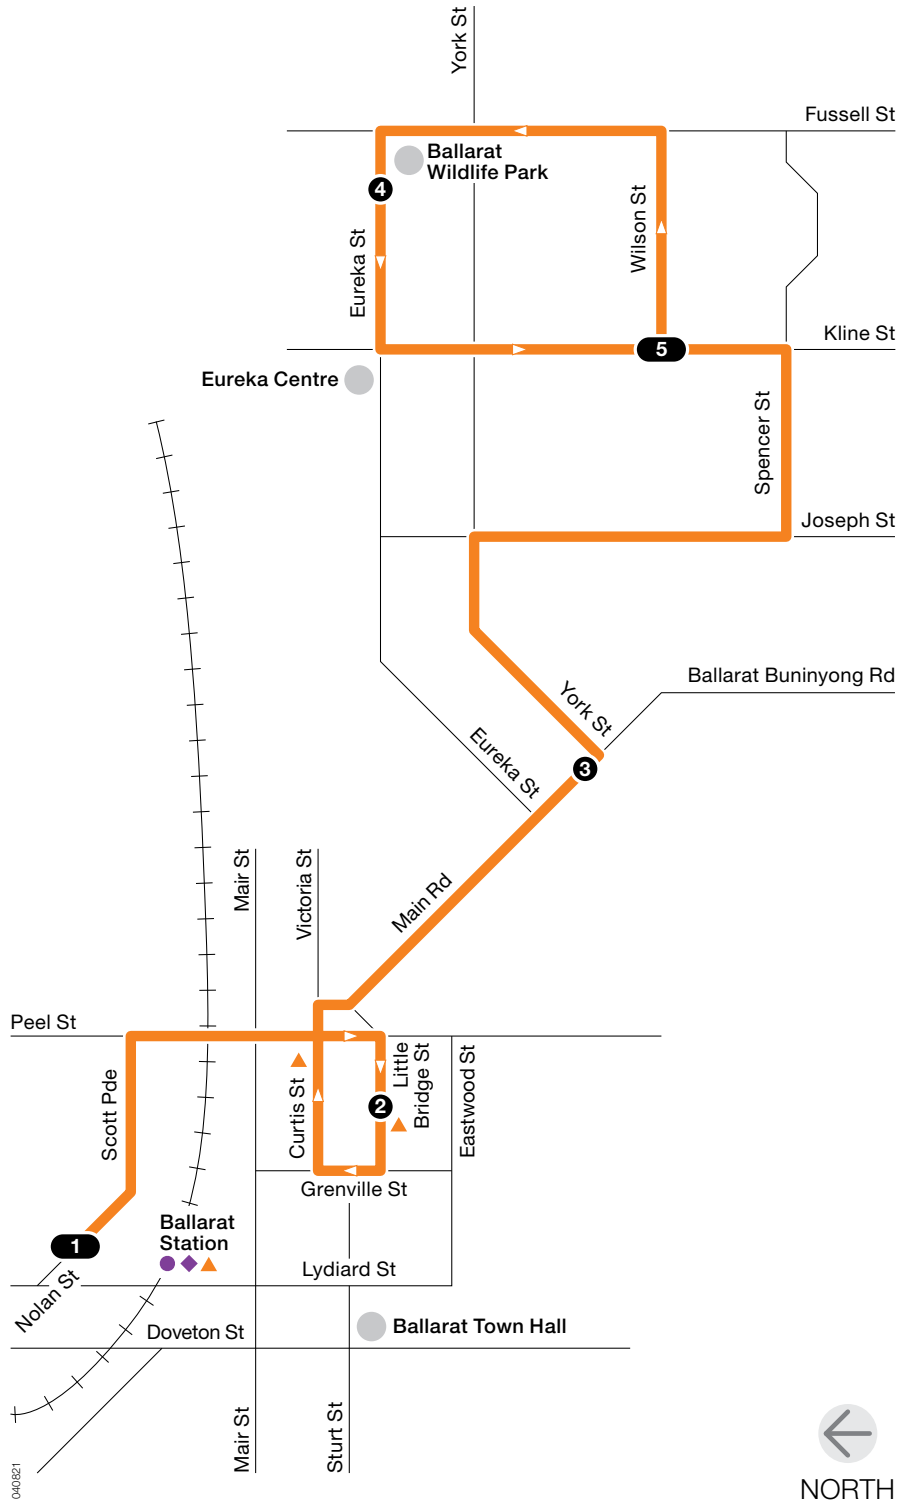 York St
Fussell St
Ballarat
Wildlife Park
4
Wilson St
Eureka St
Kline St
5
Eureka Centre
Spencer St
Joseph St
Ballarat Buninyong Rd
York St
Eureka St
3
Mair St
Victoria St
Main Rd
Peel St
Scott Pde
Curtis St
Little
Bridge St
Eastwood St
2
Grenville St
Ballarat
Station
1
Lydiard St
Nolan St
Doveton St
Ballarat Town Hall
Mair St
Sturt St
040821
NORTH